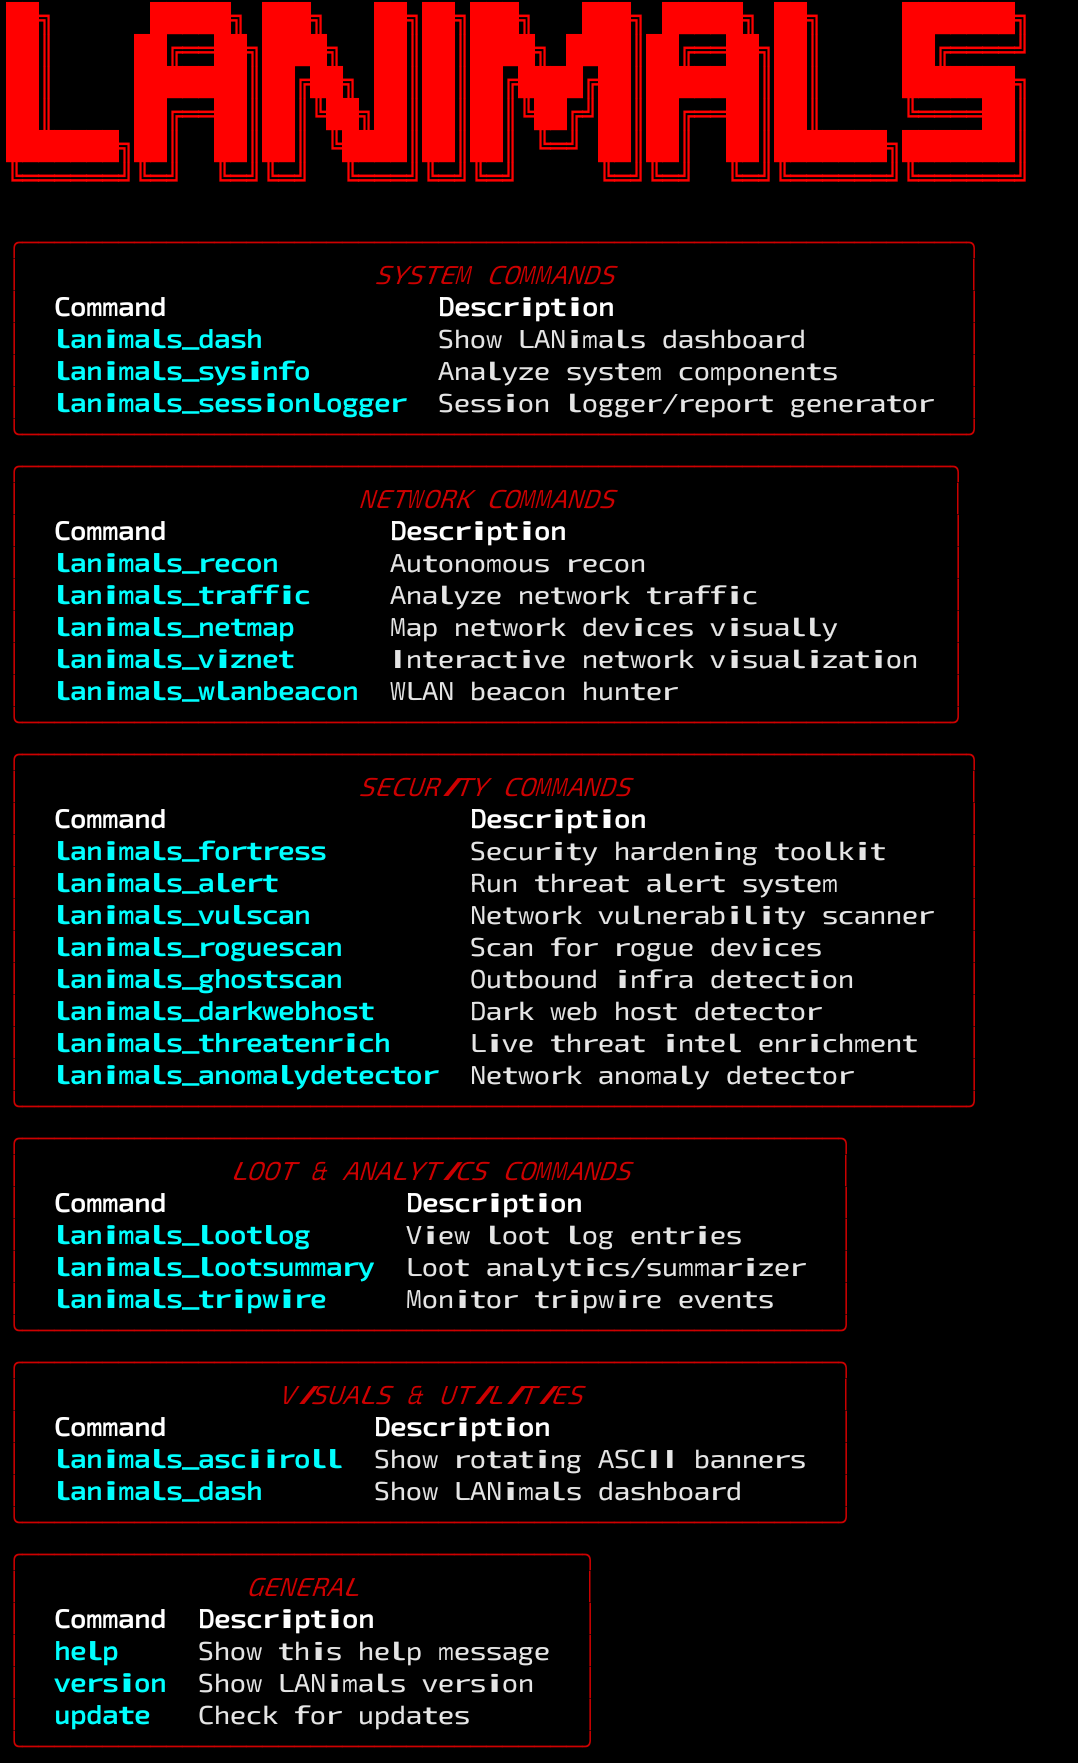 LANIMALS
SYSTEM COMMANDS
Command Description
lanimals_dash Show LANimals dashboard
lanimals_sysinfo Analyze system components
lanimals_sessionlogger Session logger/report generator
NETWORK COMMANDS
Command Description
lanimals_recon Autonomous recon
lanimals_traffic Analyze network traffic
lanimals_netmap Map network devices visually
lanimals_viznet Interactive network visualization
lanimals_wlanbeacon WLAN beacon hunter
SECURITY COMMANDS
Command Description
lanimals_fortress Security hardening toolkit
lanimals_alert Run threat alert system
lanimals_vulscan Network vulnerability scanner
lanimals_roguescan Scan for rogue devices
lanimals_ghostscan Outbound infra detection
lanimals_darkwebhost Dark web host detector
lanimals_threatenrich Live threat intel enrichment
lanimals_anomalydetector Network anomaly detector
LOOT & ANALYTICS COMMANDS
Command Description
lanimals_lootlog View loot log entries
lanimals_lootsummary Loot analytics/summarizer
lanimals_tripwire Monitor tripwire events
VISUALS & UTILITIES
Command Description
lanimals_asciiroll Show rotating ASCII banners
lanimals_dash Show LANimals dashboard
GENERAL
Command Description
help Show this help message
version Show LANimals version
update Check for updates